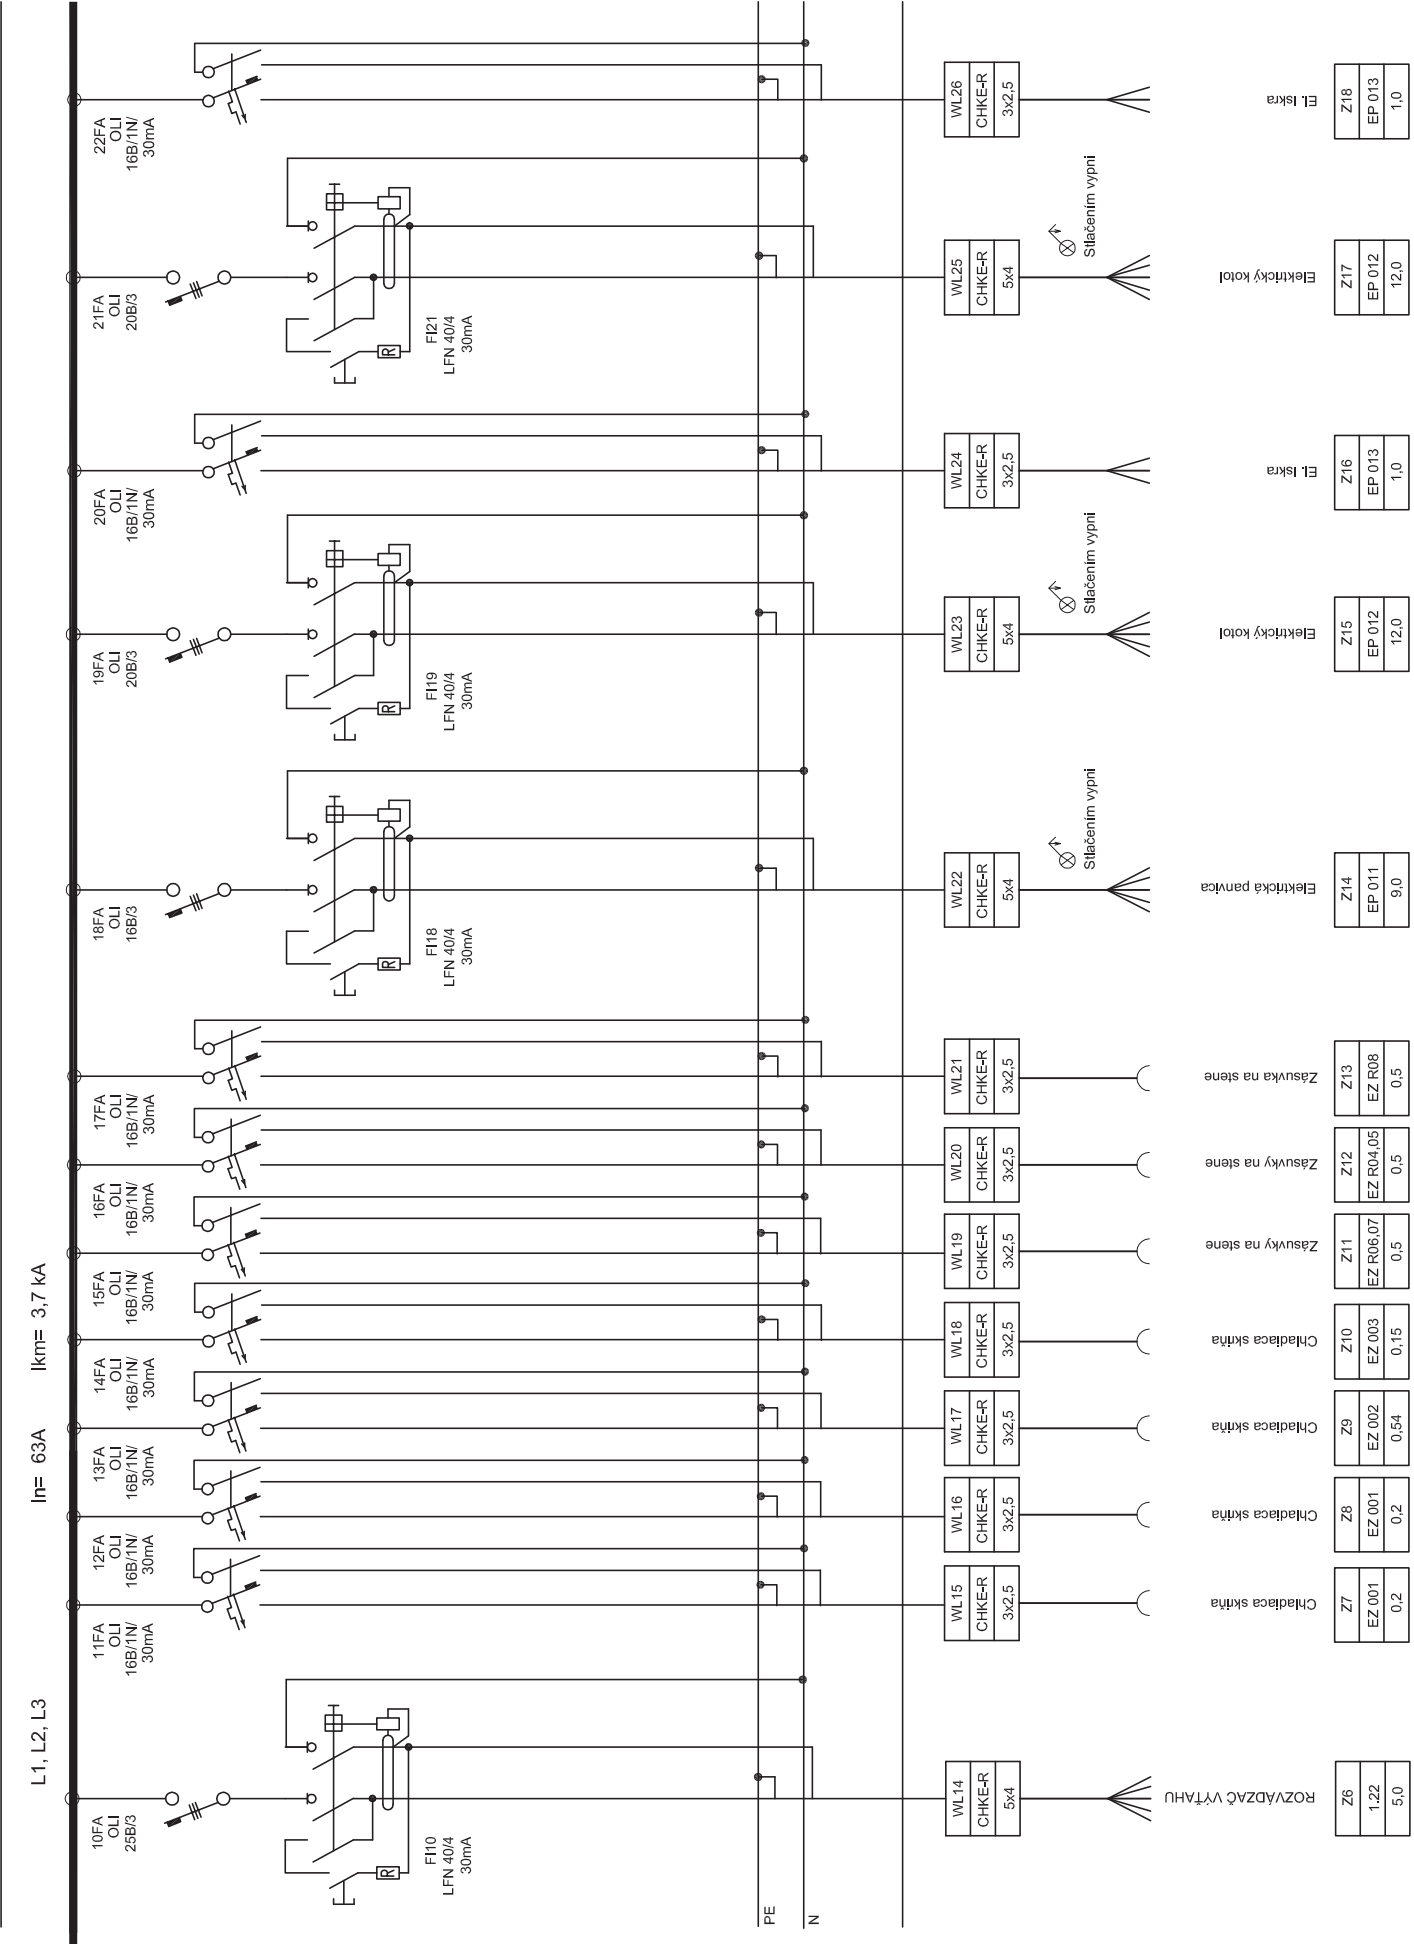 L1, L2, L3
In= 63A
Ikm= 3,7 kA
10FA
OLI
25B/3
FI10
LFN 40/4
30mA
11FA
OLI
16B/1N/
30mA
12FA
OLI
16B/1N/
30mA
13FA
OLI
16B/1N/
30mA
14FA
OLI
16B/1N/
30mA
15FA
OLI
16B/1N/
30mA
16FA
OLI
16B/1N/
30mA
17FA
OLI
16B/1N/
30mA
18FA
OLI
16B/3
FI18
LFN 40/4
30mA
19FA
OLI
20B/3
FI19
LFN 40/4
30mA
20FA
OLI
16B/1N/
30mA
21FA
OLI
20B/3
FI21
LFN 40/4
30mA
22FA
OLI
16B/1N/
30mA
R
R
R
R
PE
N
WL14
CHKE-R
5x4
WL15
CHKE-R
3x2,5
WL16
CHKE-R
3x2,5
WL17
CHKE-R
3x2,5
WL18
CHKE-R
3x2,5
WL19
CHKE-R
3x2,5
WL20
CHKE-R
3x2,5
WL21
CHKE-R
3x2,5
WL22
CHKE-R
5x4
WL23
CHKE-R
5x4
WL24
CHKE-R
3x2,5
WL25
CHKE-R
5x4
WL26
CHKE-R
3x2,5
Stlačením vypni
Stlačením vypni
Stlačením vypni
ROZVÁDZAČ VÝŤAHU
Chladiaca skriňa
Chladiaca skriňa
Chladiaca skriňa
Chladiaca skriňa
Zásuvky na stene
Zásuvky na stene
Zásuvka na stene
Elektrická panvica
Elektrický kotol
El. Iskra
Elektrický kotol
El. Iskra
Z6
1.22
5,0
Z7
EZ 001
0,2
Z8
EZ 001
0,2
Z9
EZ 002
0,54
Z10
EZ 003
0,15
Z11
EZ R06,07
0,5
Z12
EZ R04,05
0,5
Z13
EZ R08
0,5
Z14
EP 011
9,0
Z15
EP 012
12,0
Z16
EP 013
1,0
Z17
EP 012
12,0
Z18
EP 013
1,0